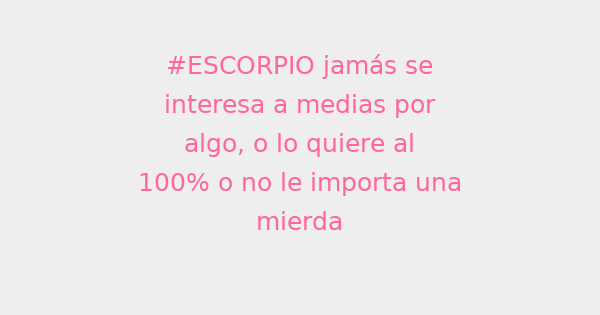 #ESCORPIO jamás se
interesa a medias por
algo, o lo quiere al
100% o no le importa una
mierda